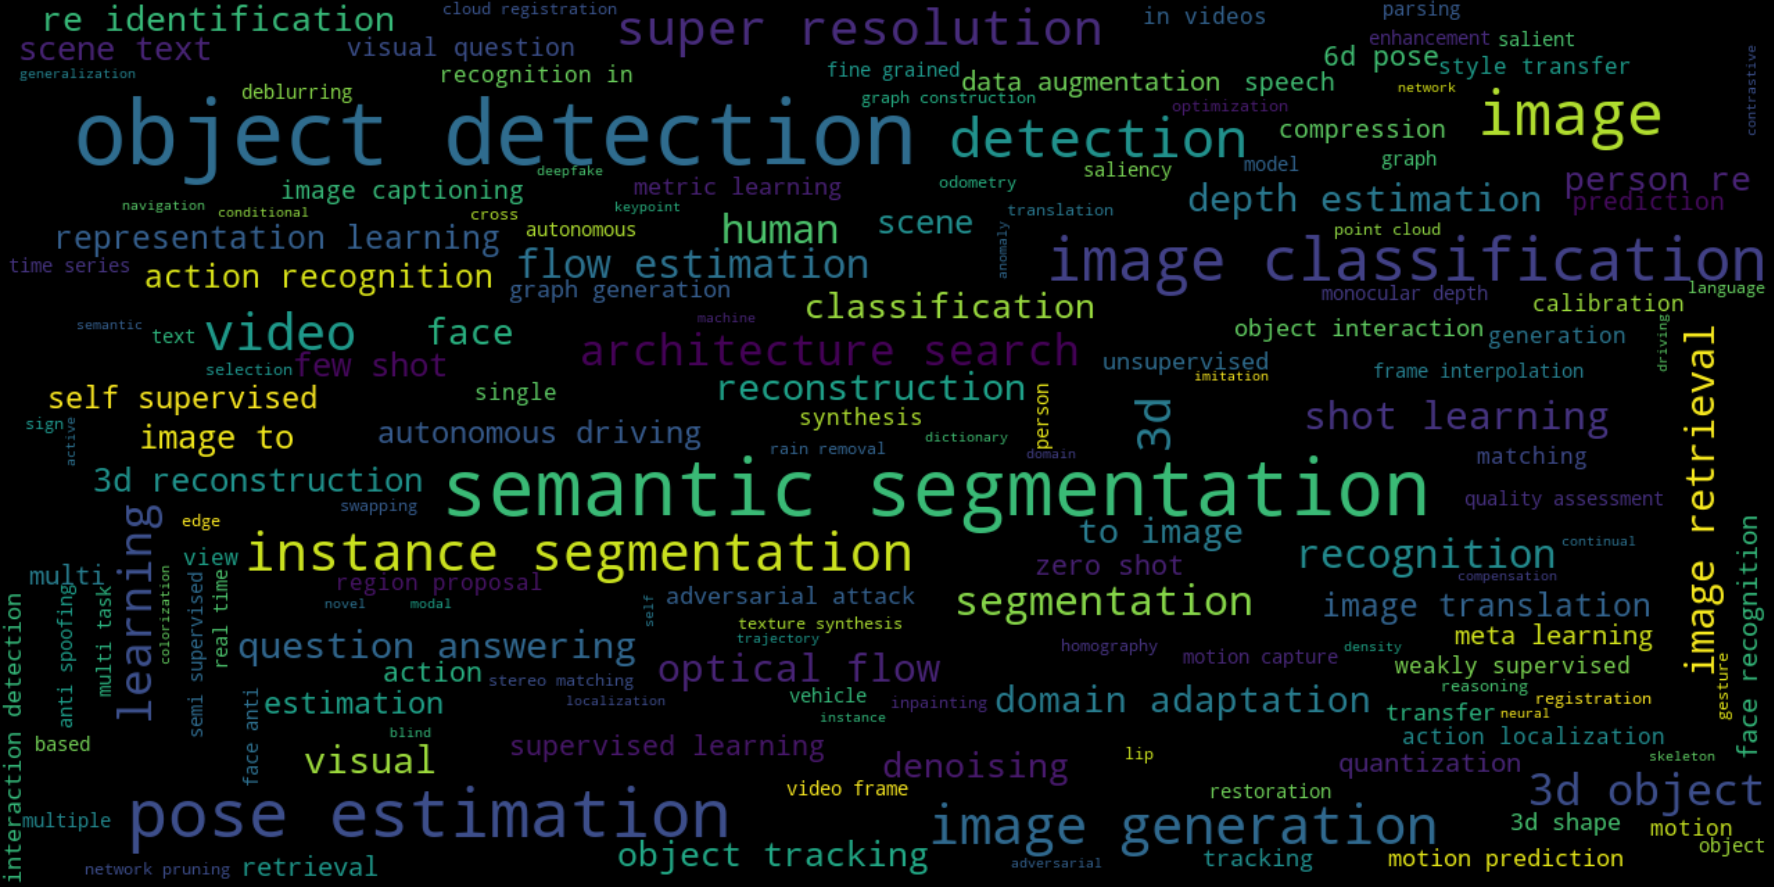 re identification
cloud registration
super resolution
in videos
parsing
scene text
visual question
enhancement
salient
generalization
recognition in
fine grained
6d pose
style transfer
contrastive
deblurring
data augmentation
speech
network
graph construction
optimization
object detection
detection
compression
image
deepfake
saliency
model
graph
image captioning
metric learning
odometry
depth estimation
person re
prediction
navigation
conditional
cross
keypoint
translation
representation learning
autonomous
human
scene
anomaly
point cloud
time series
action recognition
flow estimation
image classification
graph generation
monocular depth
language
classification
calibration
semantic
text
video
face
machine
object interaction
generation
driving
selection
few shot
architecture search
unsupervised
imitation
frame interpolation
image retrieval
self supervised
single
reconstruction
person
3d
shot learning
sign
active
image to
autonomous driving
synthesis
dictionary
rain removal
domain
matching
3d reconstruction
swapping
semantic segmentation
quality assessment
learning
edge
to image
view
instance segmentation
recognition
continual
face recognition
multi
region proposal
zero shot
compensation
colorization
semi supervised
real time
novel
modal
self
adversarial attack
segmentation
image translation
interaction detection
anti spoofing
multi task
question answering
texture synthesis
trajectory
homography
density
meta learning
action
stereo matching
optical flow
motion capture
weakly supervised
reasoning
gesture
face anti
estimation
localization
vehicle
inpainting
domain adaptation
registration
instance
transfer
neural
based
blind
action localization
visual
supervised learning
denoising
lip
quantization
skeleton
video frame
restoration
3d object
multiple
pose estimation
image generation
3d shape
motion
object
network pruning
retrieval
object tracking
adversarial
tracking
motion prediction